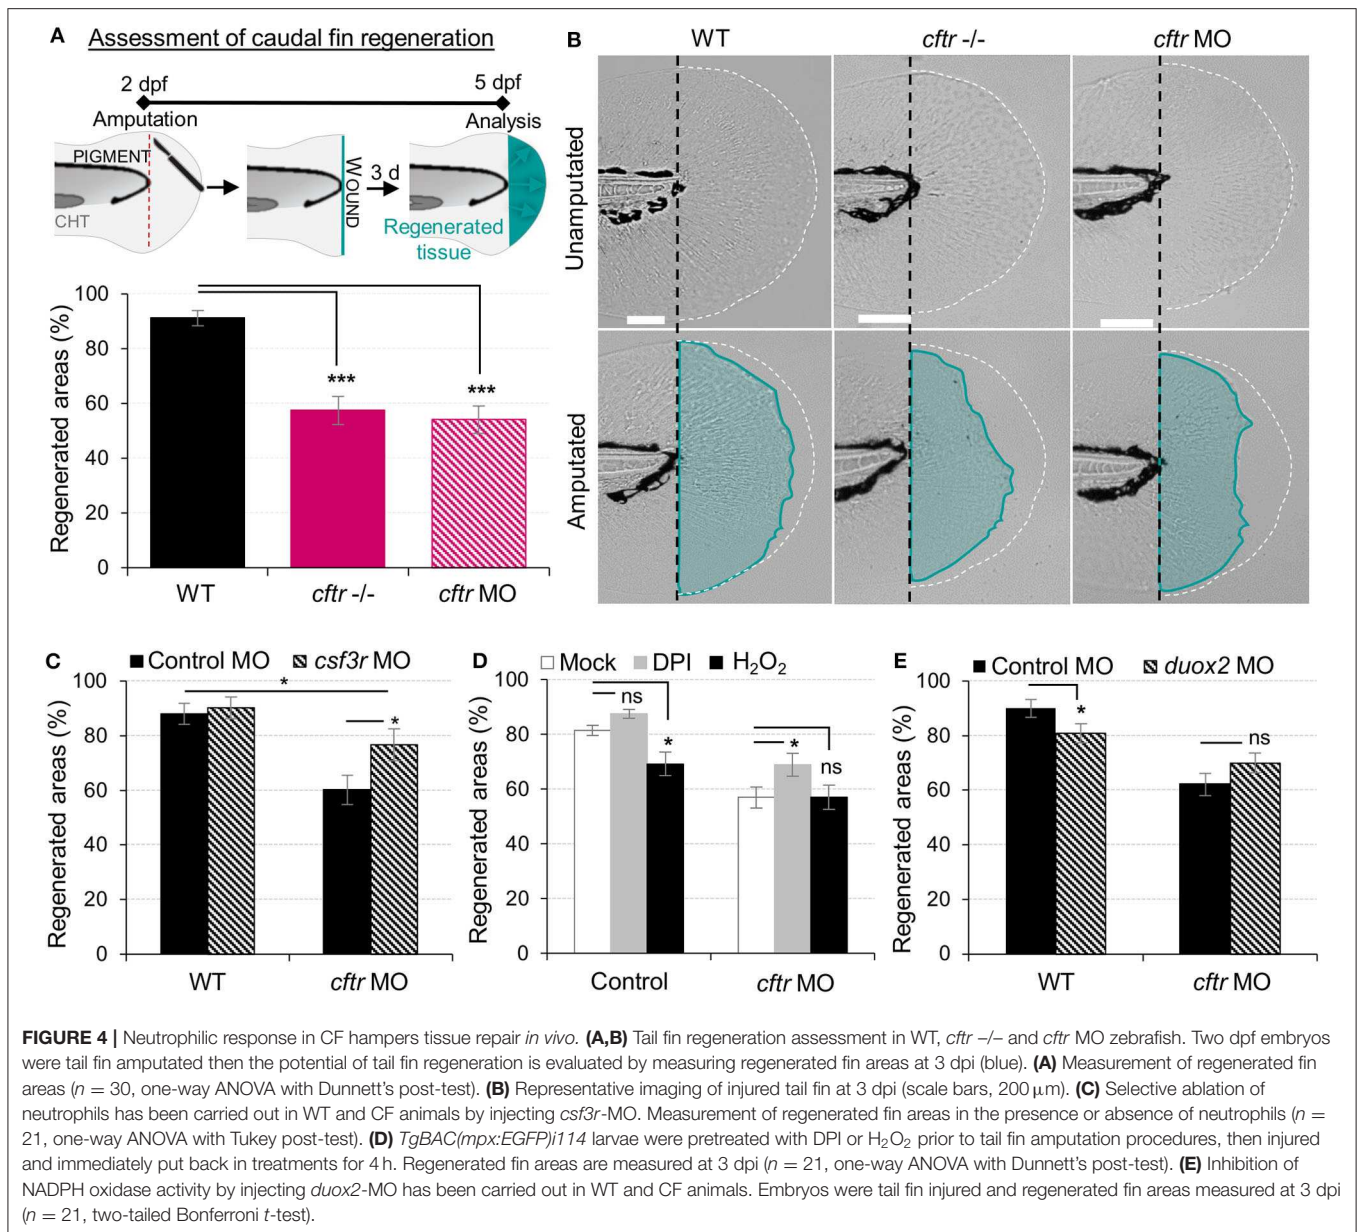 A Assessment of caudal fin regeneration
2 dpf
5 dpf
Amputation
Analysis
PIGMENT
CHT
WOUND
3 d
Regenerated
tissue
Regenerated areas (%)
100
80
60
40
20
0
***
***
WT
cftr -/-
cftr MO
B
WT
cftr -/-
cftr MO
Unamputated
Amputated
C
Control MO
csf3r MO
Regenerated areas (%)
100
80
60
40
20
0
*
*
WT
cftr MO
D
Mock
DPI
H₂O₂
Regenerated areas (%)
100
80
60
40
20
0
ns
*
*
ns
Control
cftr MO
E
Control MO
duox2 MO
Regenerated areas (%)
100
80
60
40
20
0
*
ns
WT
cftr MO
FIGURE 4 | Neutrophilic response in CF hampers tissue repair in vivo. (A,B) Tail fin regeneration assessment in WT, cftr –/– and cftr MO zebrafish. Two dpf embryos
were tail fin amputated then the potential of tail fin regeneration is evaluated by measuring regenerated fin areas at 3 dpi (blue). (A) Measurement of regenerated fin
areas (n = 30, one-way ANOVA with Dunnett's post-test). (B) Representative imaging of injured tail fin at 3 dpi (scale bars, 200 μm). (C) Selective ablation of
neutrophils has been carried out in WT and CF animals by injecting csf3r-MO. Measurement of regenerated fin areas in the presence or absence of neutrophils (n =
21, one-way ANOVA with Tukey post-test). (D) TgBAC(mpx:EGFP)i114 larvae were pretreated with DPI or H₂O₂ prior to tail fin amputation procedures, then injured
and immediately put back in treatments for 4 h. Regenerated fin areas are measured at 3 dpi (n = 21, one-way ANOVA with Dunnett's post-test). (E) Inhibition of
NADPH oxidase activity by injecting duox2-MO has been carried out in WT and CF animals. Embryos were tail fin injured and regenerated fin areas measured at 3 dpi
(n = 21, two-tailed Bonferroni t-test).